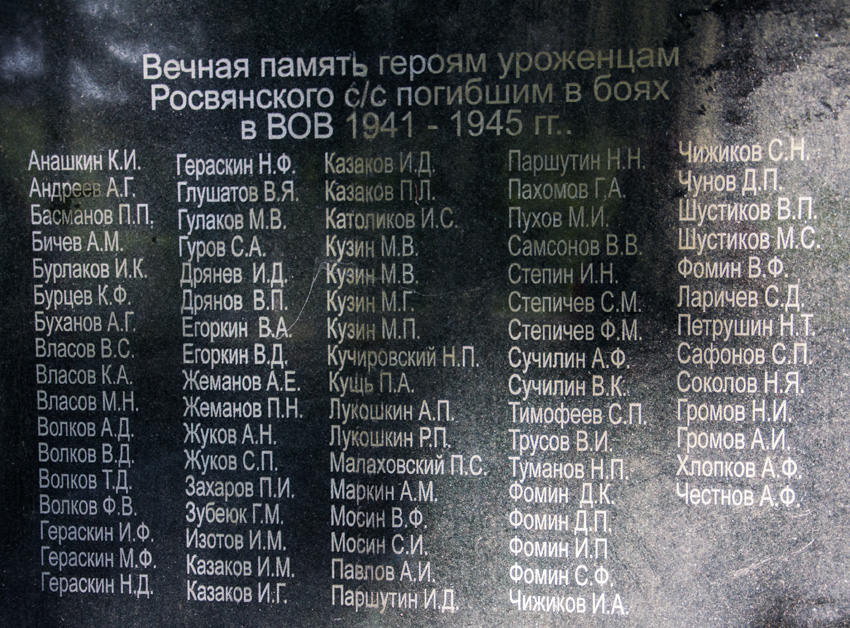 Вечная память героям уроженцам
Росвянского с/с погибшим в боях
в ВОВ 1941 - 1945 гг..
Анашкин К.И.
Андреев А.Г.
Басманов П.П.
Бичев А.М.
Бурлаков И.К.
Бурцев К.Ф.
Буханов А.Г.
Власов В.С.
Власов К.А.
Власов М.Н.
Волков А.Д.
Волков В.Д.
Волков Т.Д.
Волков Ф.В.
Гераскин И.Ф.
Гераскин М.Ф.
Гераскин Н.Д.
Гераскин Н.Ф.
Глушатов В.Я.
Гулаков М.В.
Гуров С.А.
Дрянев И.Д.
Дрянов В.П.
Егоркин В.А.
Егоркин В.Д.
Жеманов А.Е.
Жеманов П.Н.
Жуков А.Н.
Жуков С.П.
Захаров П.И.
Зубеюк Г.М.
Изотов И.М.
Казаков И.М.
Казаков И.Г.
Казаков И.Д.
Казаков П.Л.
Католиков И.С.
Кузин М.В.
Кузин М.В.
Кузин М.Г.
Кузин М.П.
Кучировский Н.П.
Кущь П.А.
Лукошкин А.П.
Лукошкин Р.П.
Малаховский П.С.
Маркин А.М.
Мосин В.Ф.
Мосин С.И.
Павлов А.И.
Паршутин И.Д.
Паршутин Н.Н.
Пахомов Г.А.
Пухов М.И.
Самсонов В.В.
Степин И.Н.
Степичев С.М.
Степичев Ф.М.
Сучилин А.Ф.
Сучилин В.К.
Тимофеев С.П.
Трусов В.И.
Туманов Н.П.
Фомин Д.К.
Фомин Д.П.
Фомин И.П
Фомин С.Ф.
Чижиков И.А.
Чижиков С.Н.
Чунов Д.П.
Шустиков В.П.
Шустиков М.С.
Фомин В.Ф.
Ларичев С.Д.
Петрушин Н.Т.
Сафонов С.П.
Соколов Н.Я.
Громов Н.И.
Громов А.И.
Хлопков А.Ф.
Честнов А.Ф.